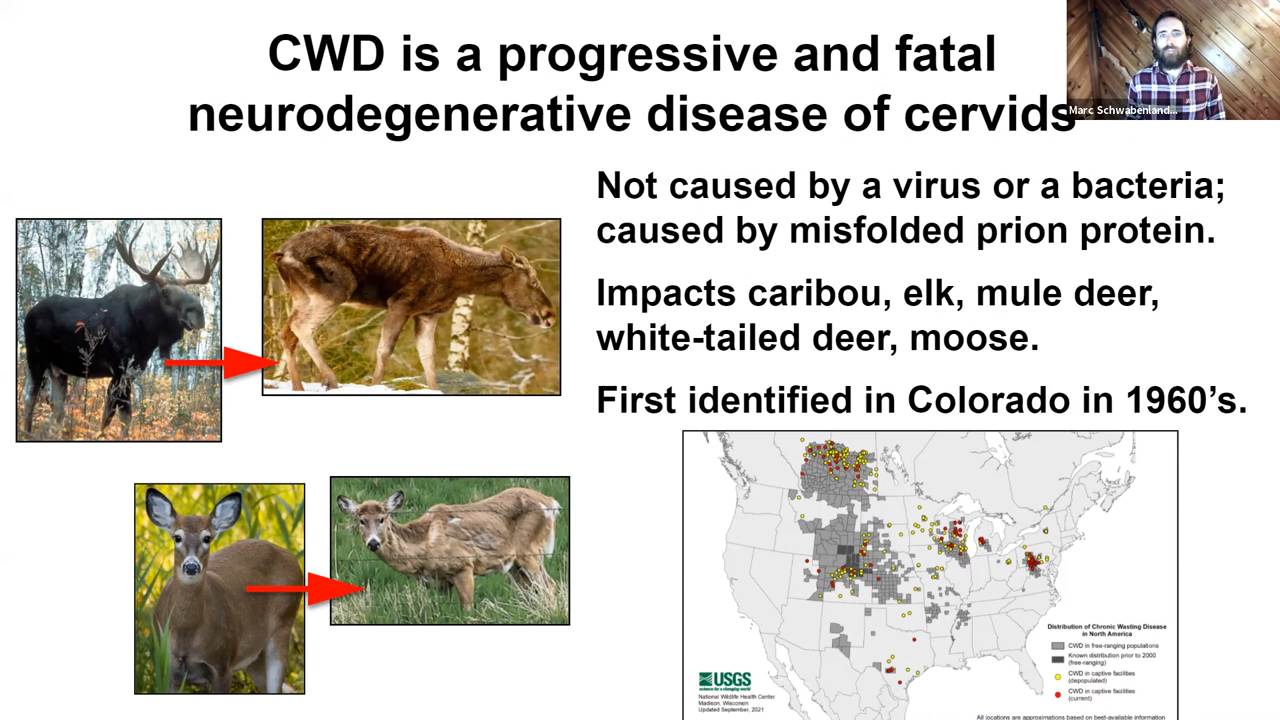 CWD is a progressive and fatal
neurodegenerative disease of cervids
Marc Schwabenland...
Not caused by a virus or a bacteria;
caused by misfolded prion protein.
Impacts caribou, elk, mule deer,
white-tailed deer, moose.
First identified in Colorado in 1960’s.
Distribution of Chronic Wasting Disease
in North America
CWD in free-ranging populations
Known distribution prior to 2000
(free-ranging)
CWD in captive facilities
(depopulated)
CWD in captive facilities
(current)
USGS
science for a changing world
National Wildlife Health Center
Madison, Wisconsin
Updated September, 2021
All locations are approximations based on best-available information